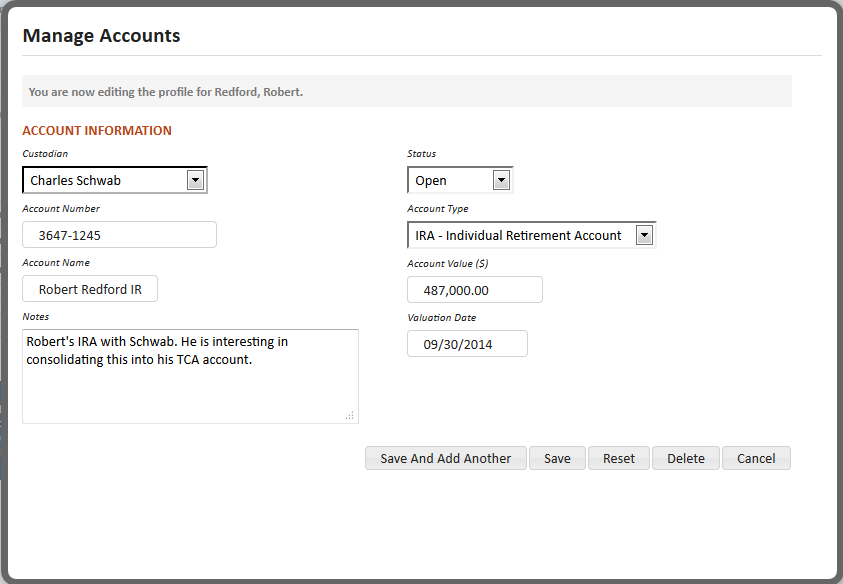 Manage Accounts
You are now editing the profile for Redford, Robert.
ACCOUNT INFORMATION
Custodian
Status
Charles Schwab
Open
Account Number
Account Type
3647-1245
IRA - Individual Retirement Account
Account Name
Account Value ($)
Robert Redford IR
487,000.00
Notes
Valuation Date
Robert's IRA with Schwab. He is interesting in
consolidating this into his TCA account.
09/30/2014
Save And Add Another
Save
Reset
Delete
Cancel